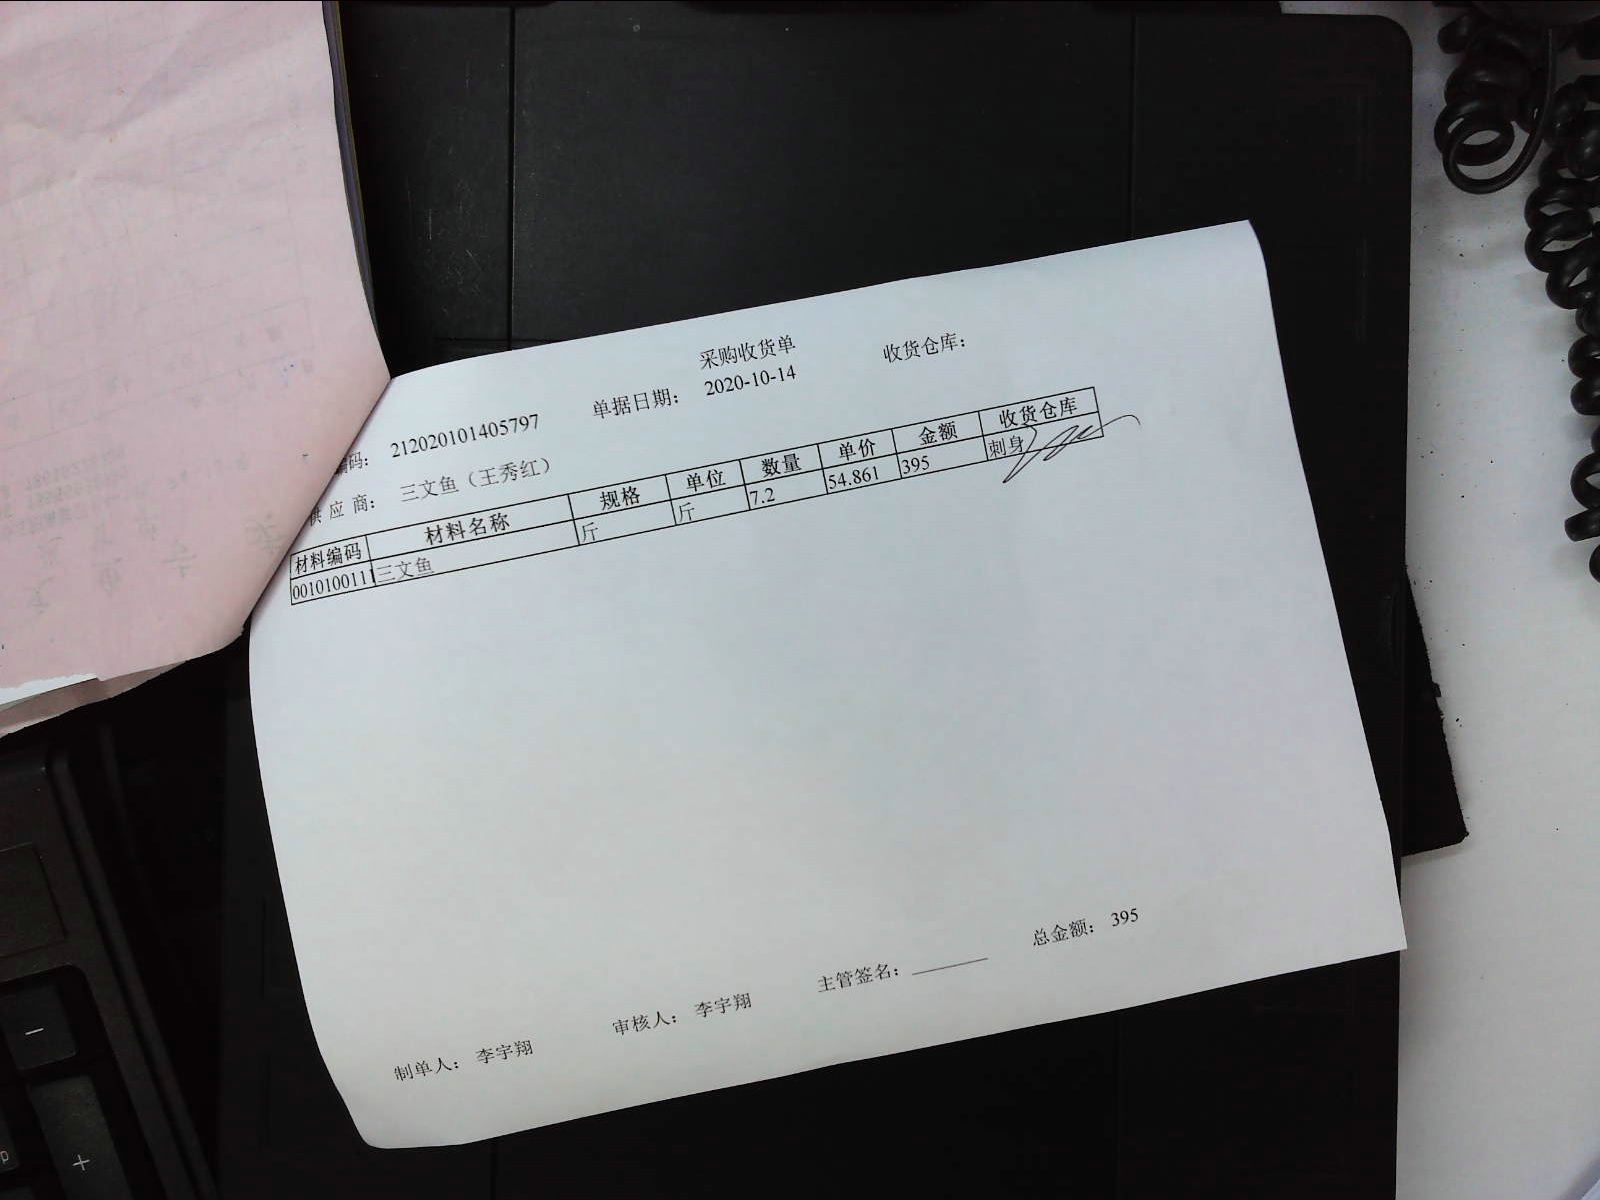 采购收货单
收货仓库：
单据日期： 2020-10-14
编码： 212020101405797
供应商： 三文鱼（王秀红）
材料编码 材料名称 规格 单位 数量 单价 金额 收货仓库
0010100111 三文鱼 斤 斤 7.2 54.861 395 刺身
总金额： 395
主管签名：
审核人： 李宇翔
制单人： 李宇翔